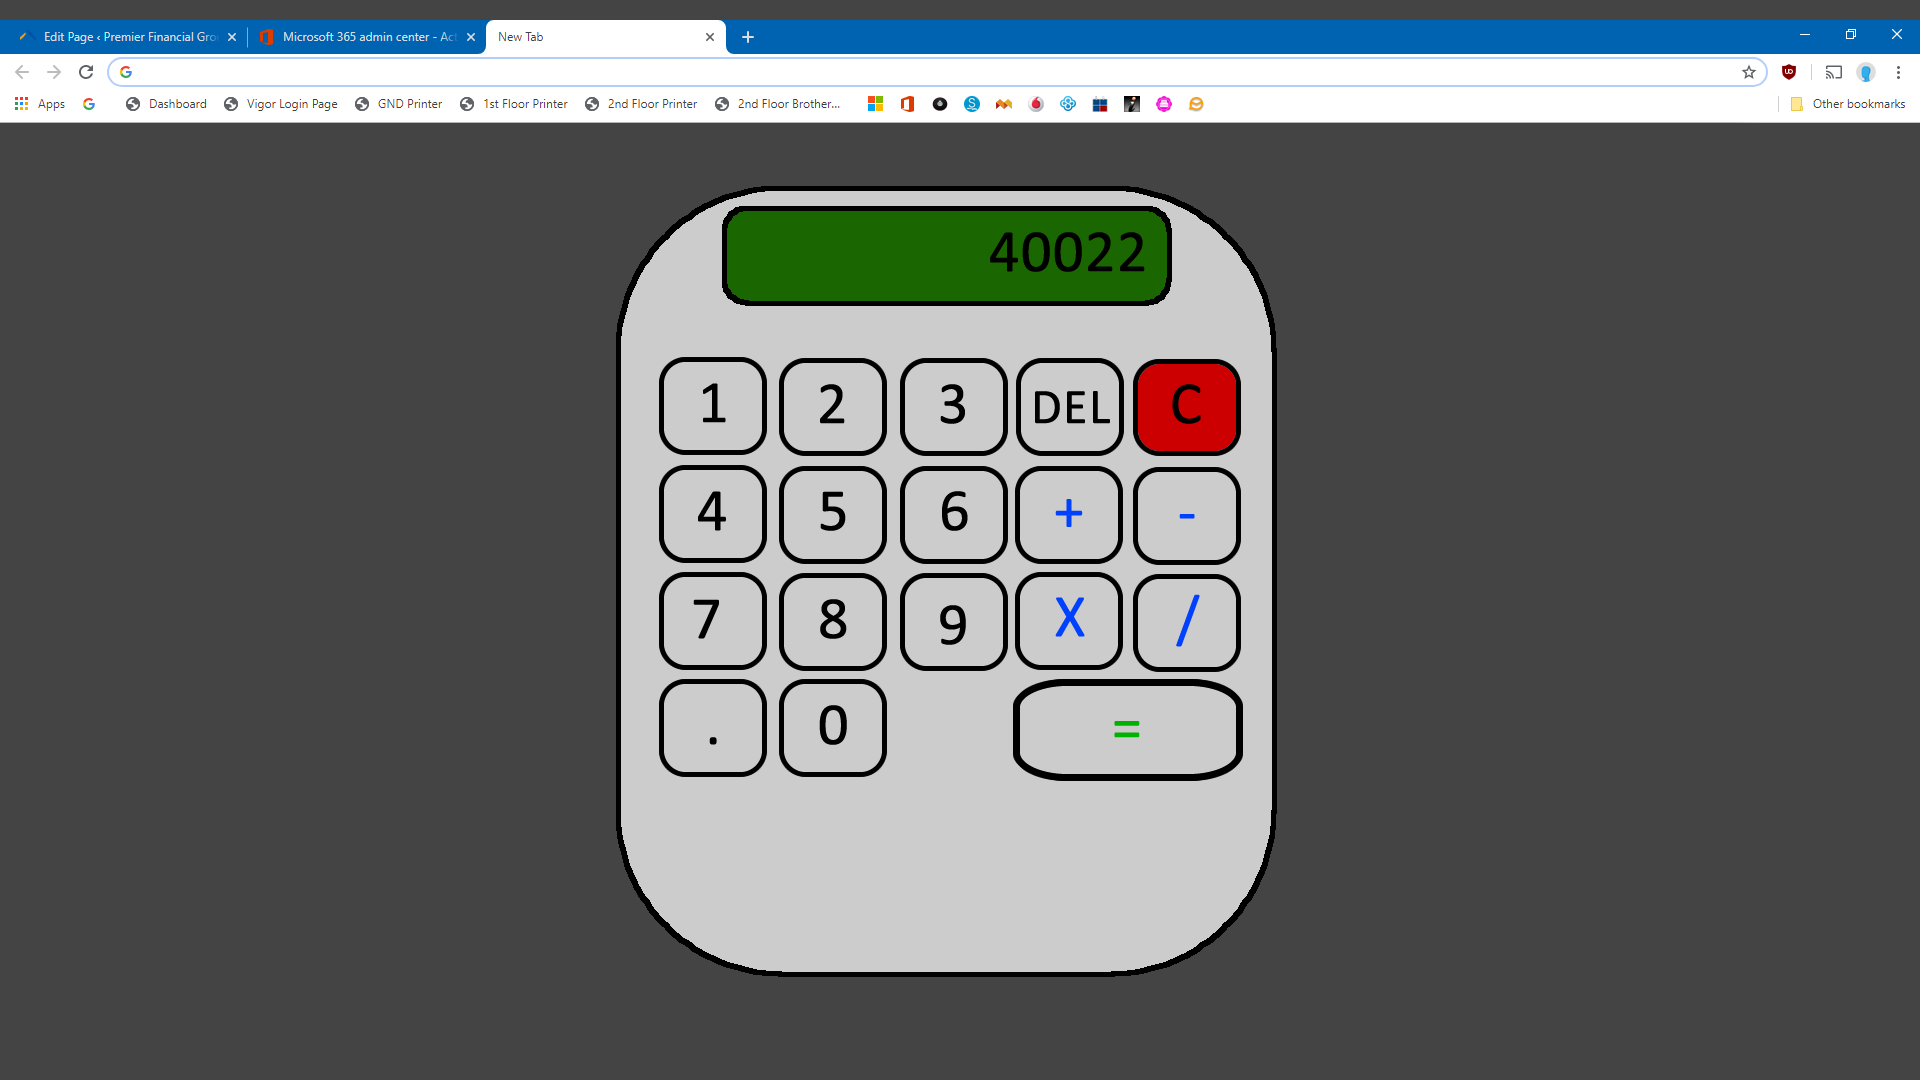 Edit Page ‹ Premier Financial Gro
Microsoft 365 admin center - Act
New Tab
Apps
Dashboard
Vigor Login Page
GND Printer
1st Floor Printer
2nd Floor Printer
2nd Floor Brother...
Other bookmarks
40022
1 2 3 DEL C
4 5 6 + -
7 8 9 X /
. 0 =